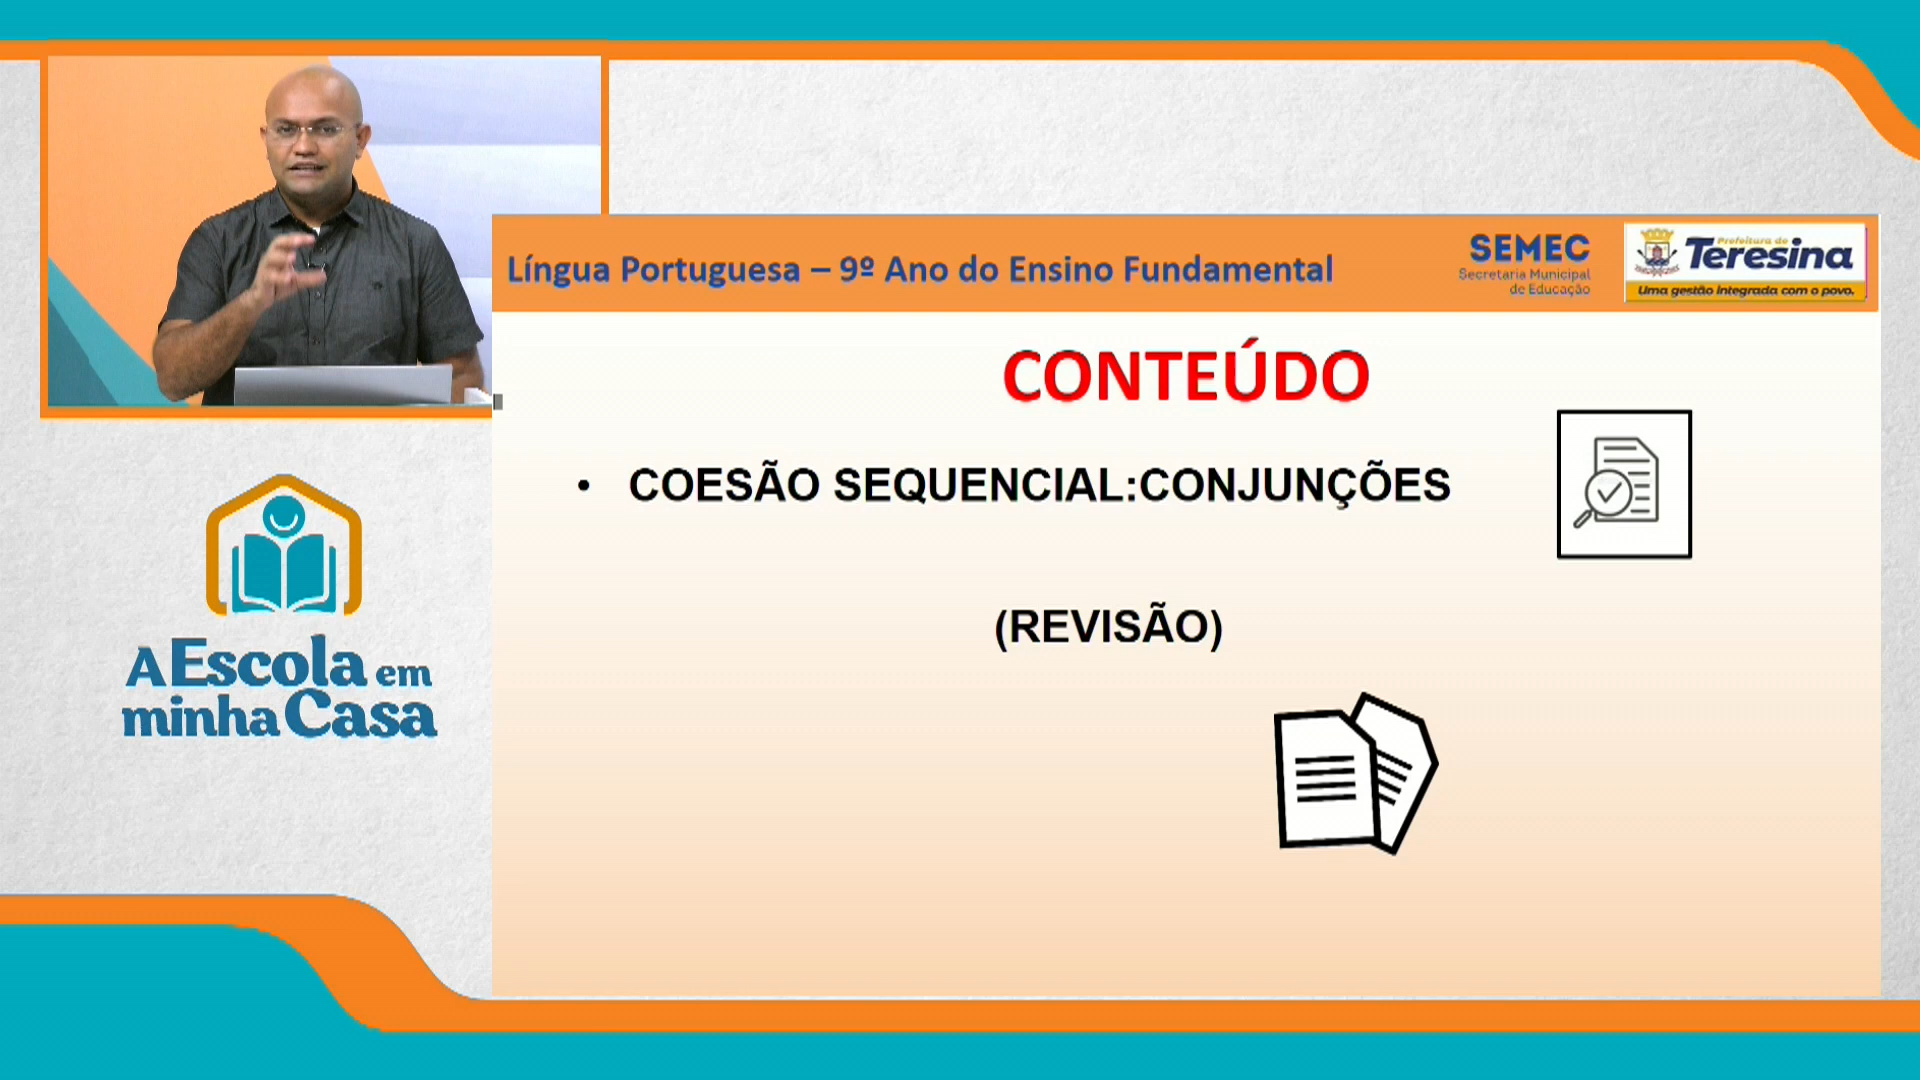 Língua Portuguesa – 9º Ano do Ensino Fundamental
SEMEC
Secretaria Municipal
de Educação
Prefeitura de
Teresina
Uma gestão integrada com o povo.
CONTEÚDO
• COESÃO SEQUENCIAL:CONJUNÇÕES
(REVISÃO)
A Escola em
minha Casa